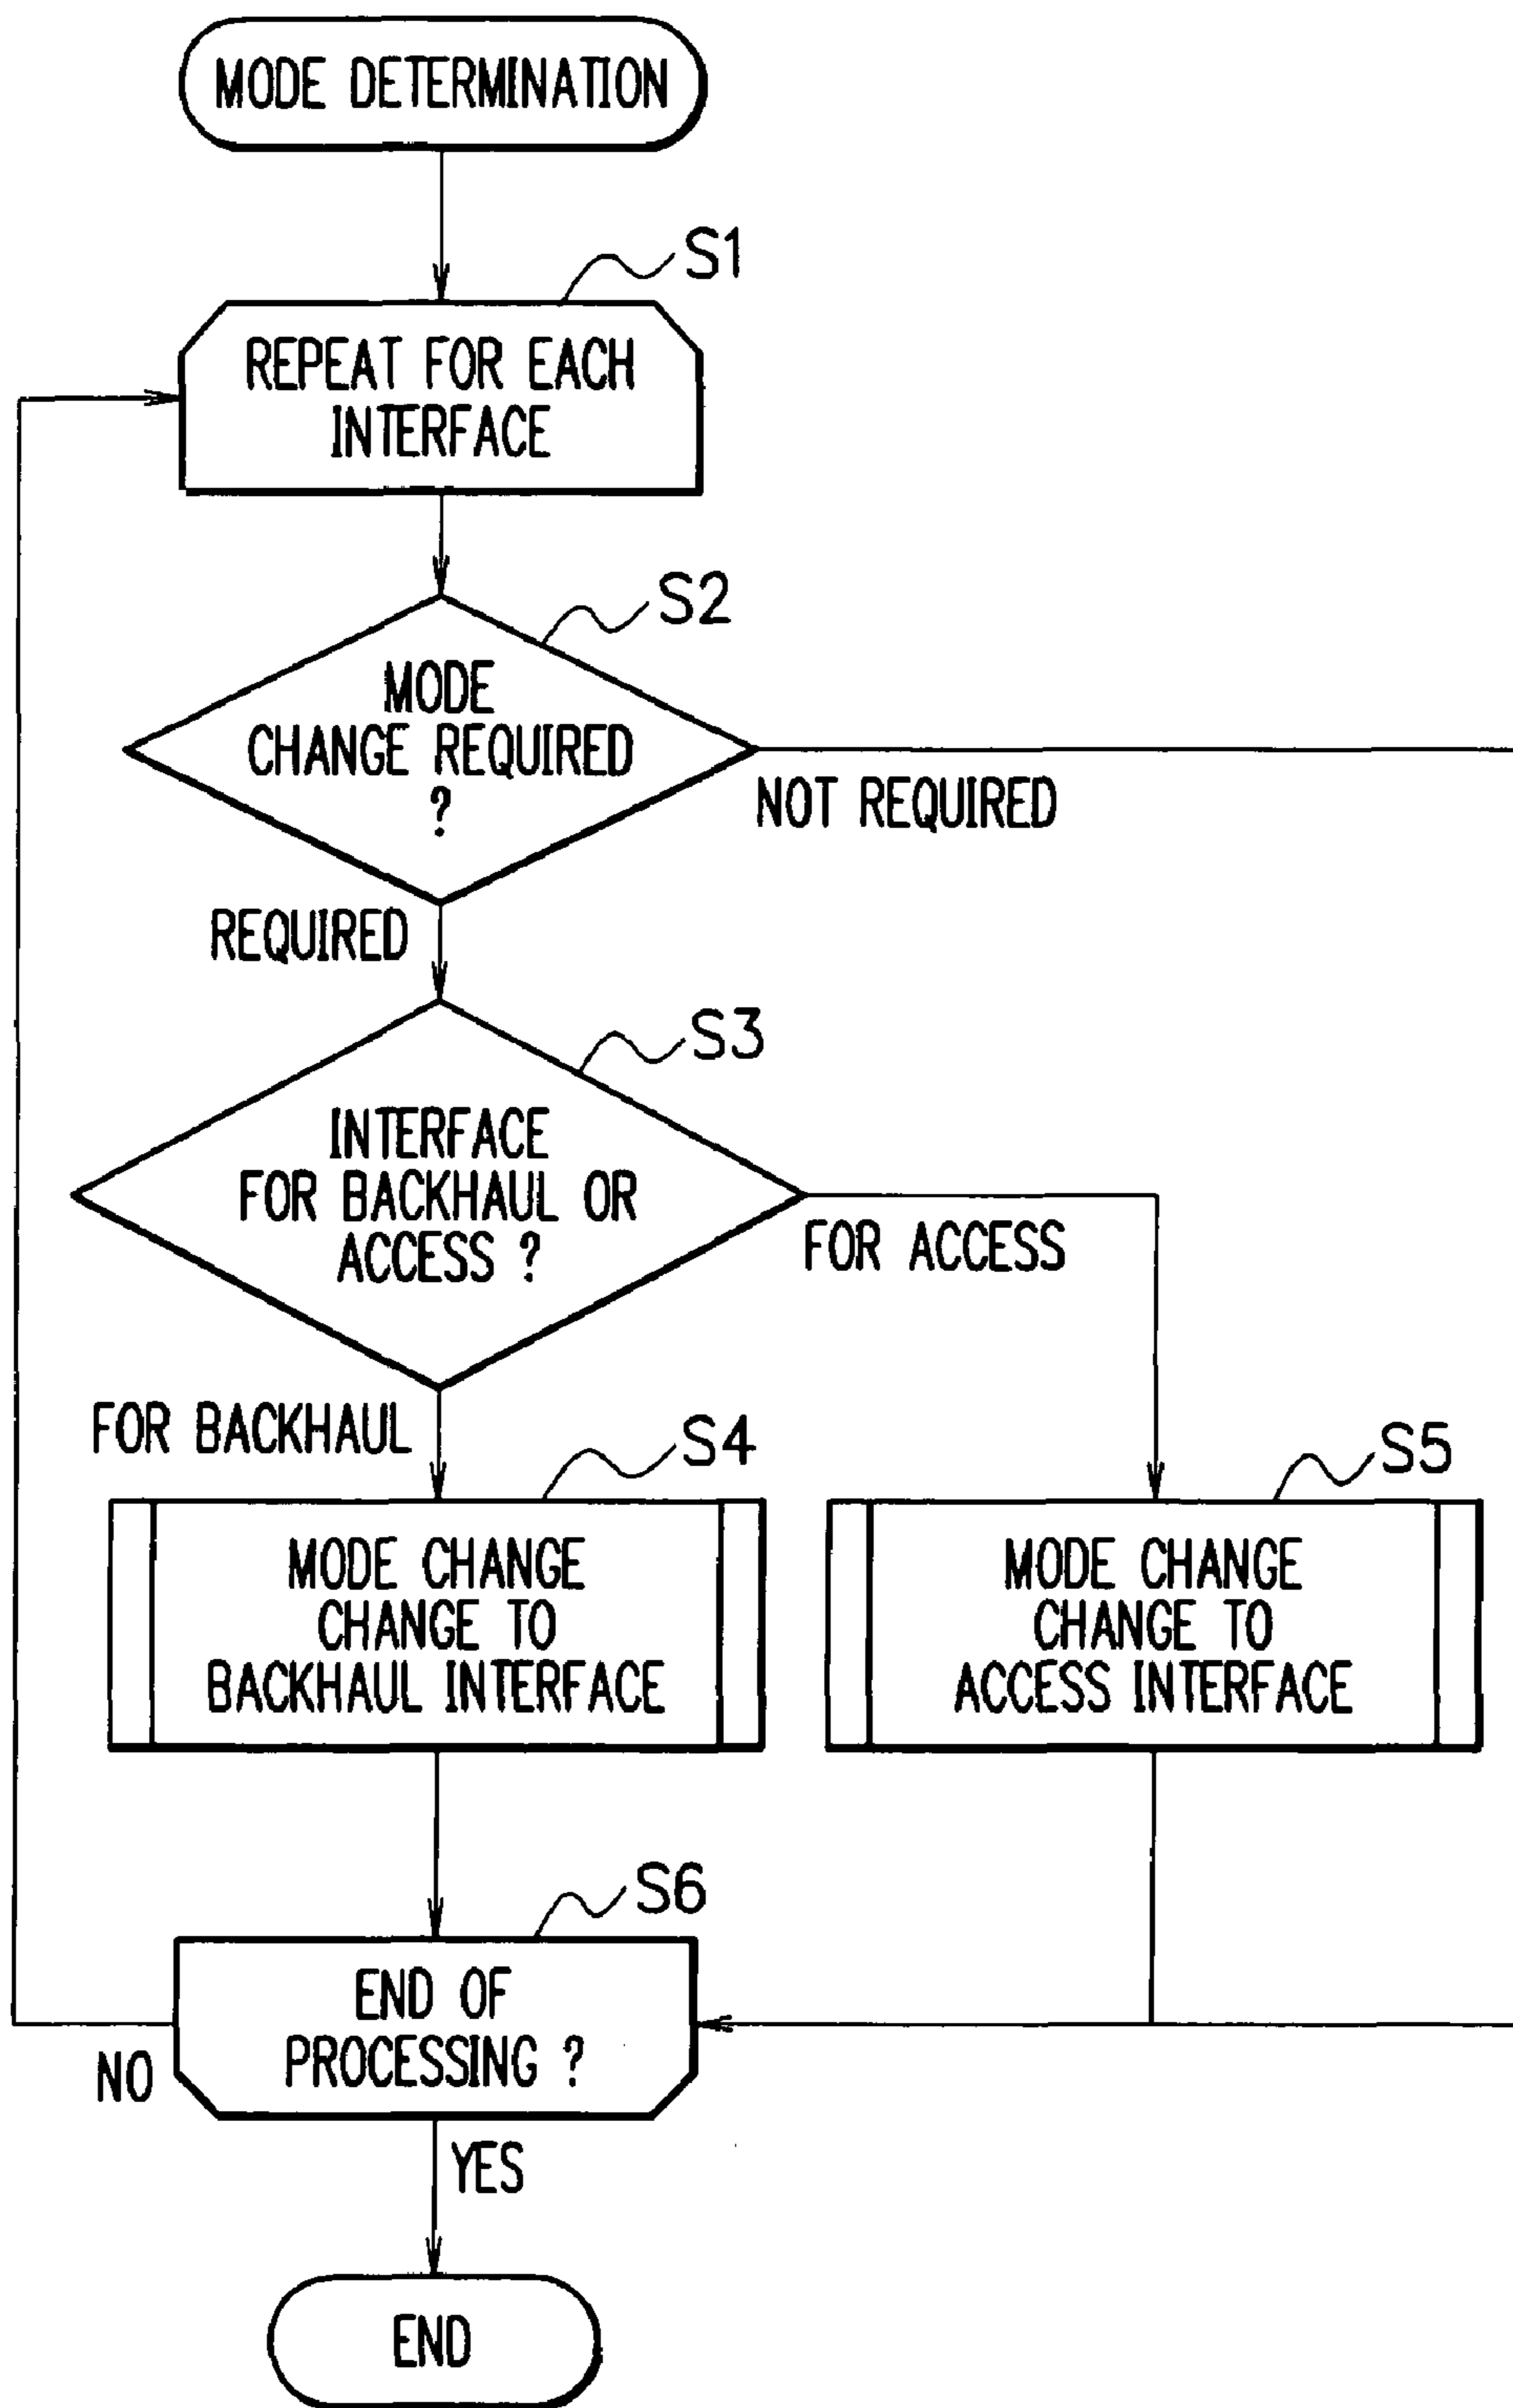 MODE DETERMINATION
S1
REPEAT FOR EACH
INTERFACE
S2
MODE
CHANGE REQUIRED
?
NOT REQUIRED
REQUIRED
S3
INTERFACE
FOR BACKHAUL OR
ACCESS ?
FOR ACCESS
FOR BACKHAUL
S4
MODE CHANGE
CHANGE TO
BACKHAUL INTERFACE
S5
MODE CHANGE
CHANGE TO
ACCESS INTERFACE
S6
END OF
PROCESSING ?
NO
YES
END